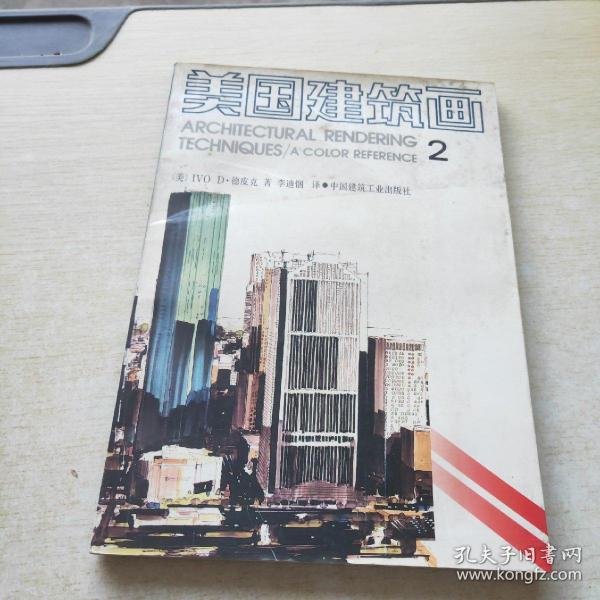 美国建筑画
ARCHITECTURAL RENDERING
TECHNIQUES/A COLOR REFERENCE 2
〔美〕IVO D·德皮克 著 李迪悃 译●中国建筑工业出版社
孔夫子旧书网
www.kongfz.com